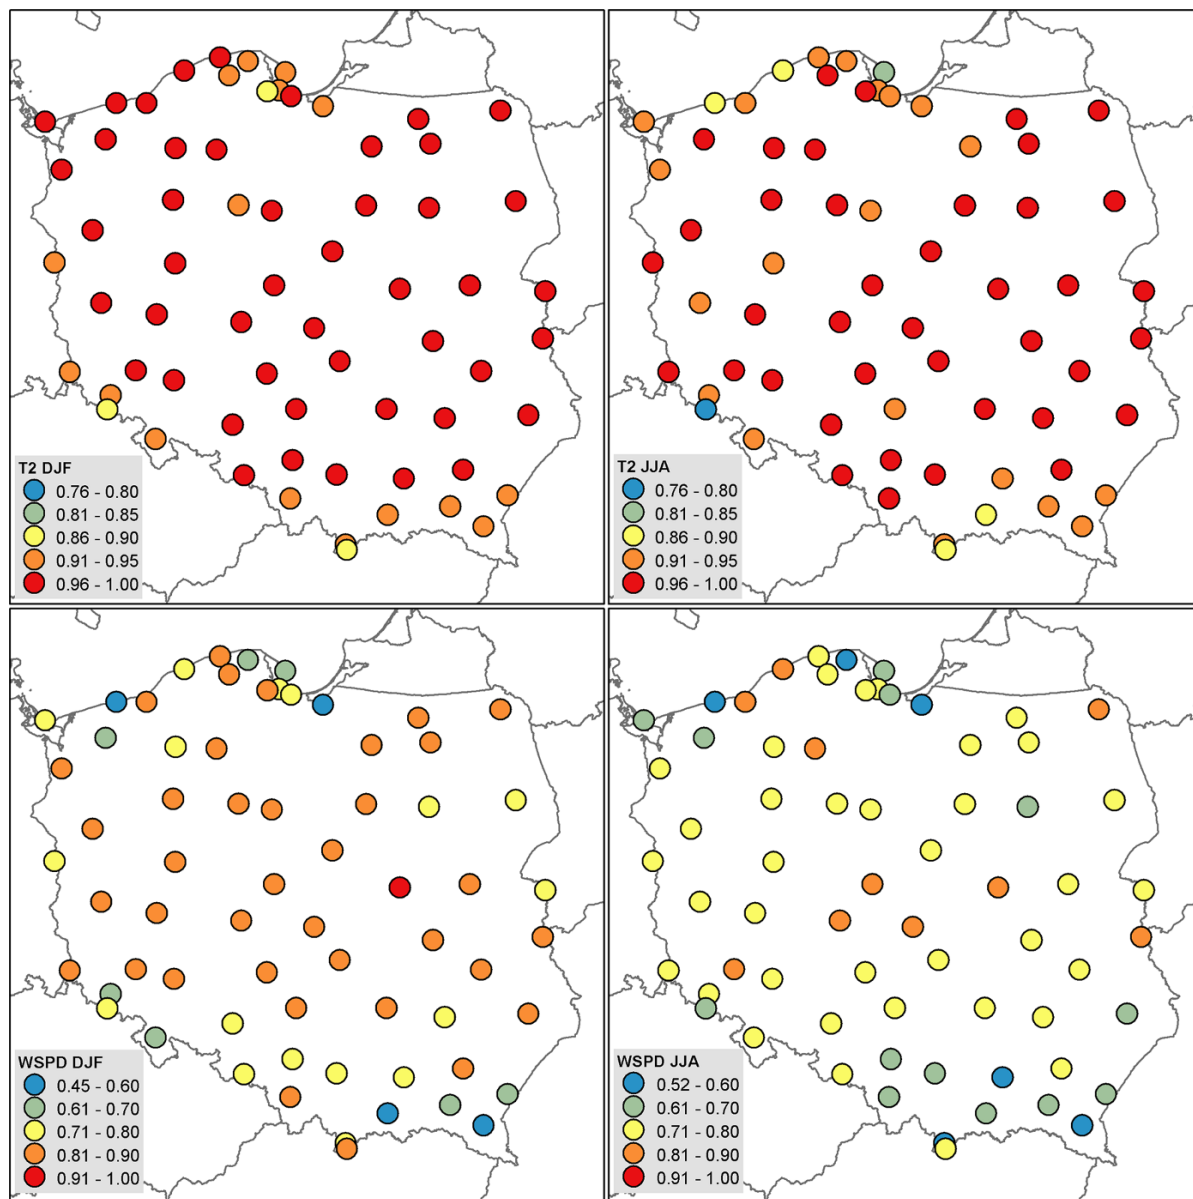 T2 DJF
0.76 - 0.80
0.81 - 0.85
0.86 - 0.90
0.91 - 0.95
0.96 - 1.00
T2 JJA
0.76 - 0.80
0.81 - 0.85
0.86 - 0.90
0.91 - 0.95
0.96 - 1.00
WSPD DJF
0.45 - 0.60
0.61 - 0.70
0.71 - 0.80
0.81 - 0.90
0.91 - 1.00
WSPD JJA
0.52 - 0.60
0.61 - 0.70
0.71 - 0.80
0.81 - 0.90
0.91 - 1.00